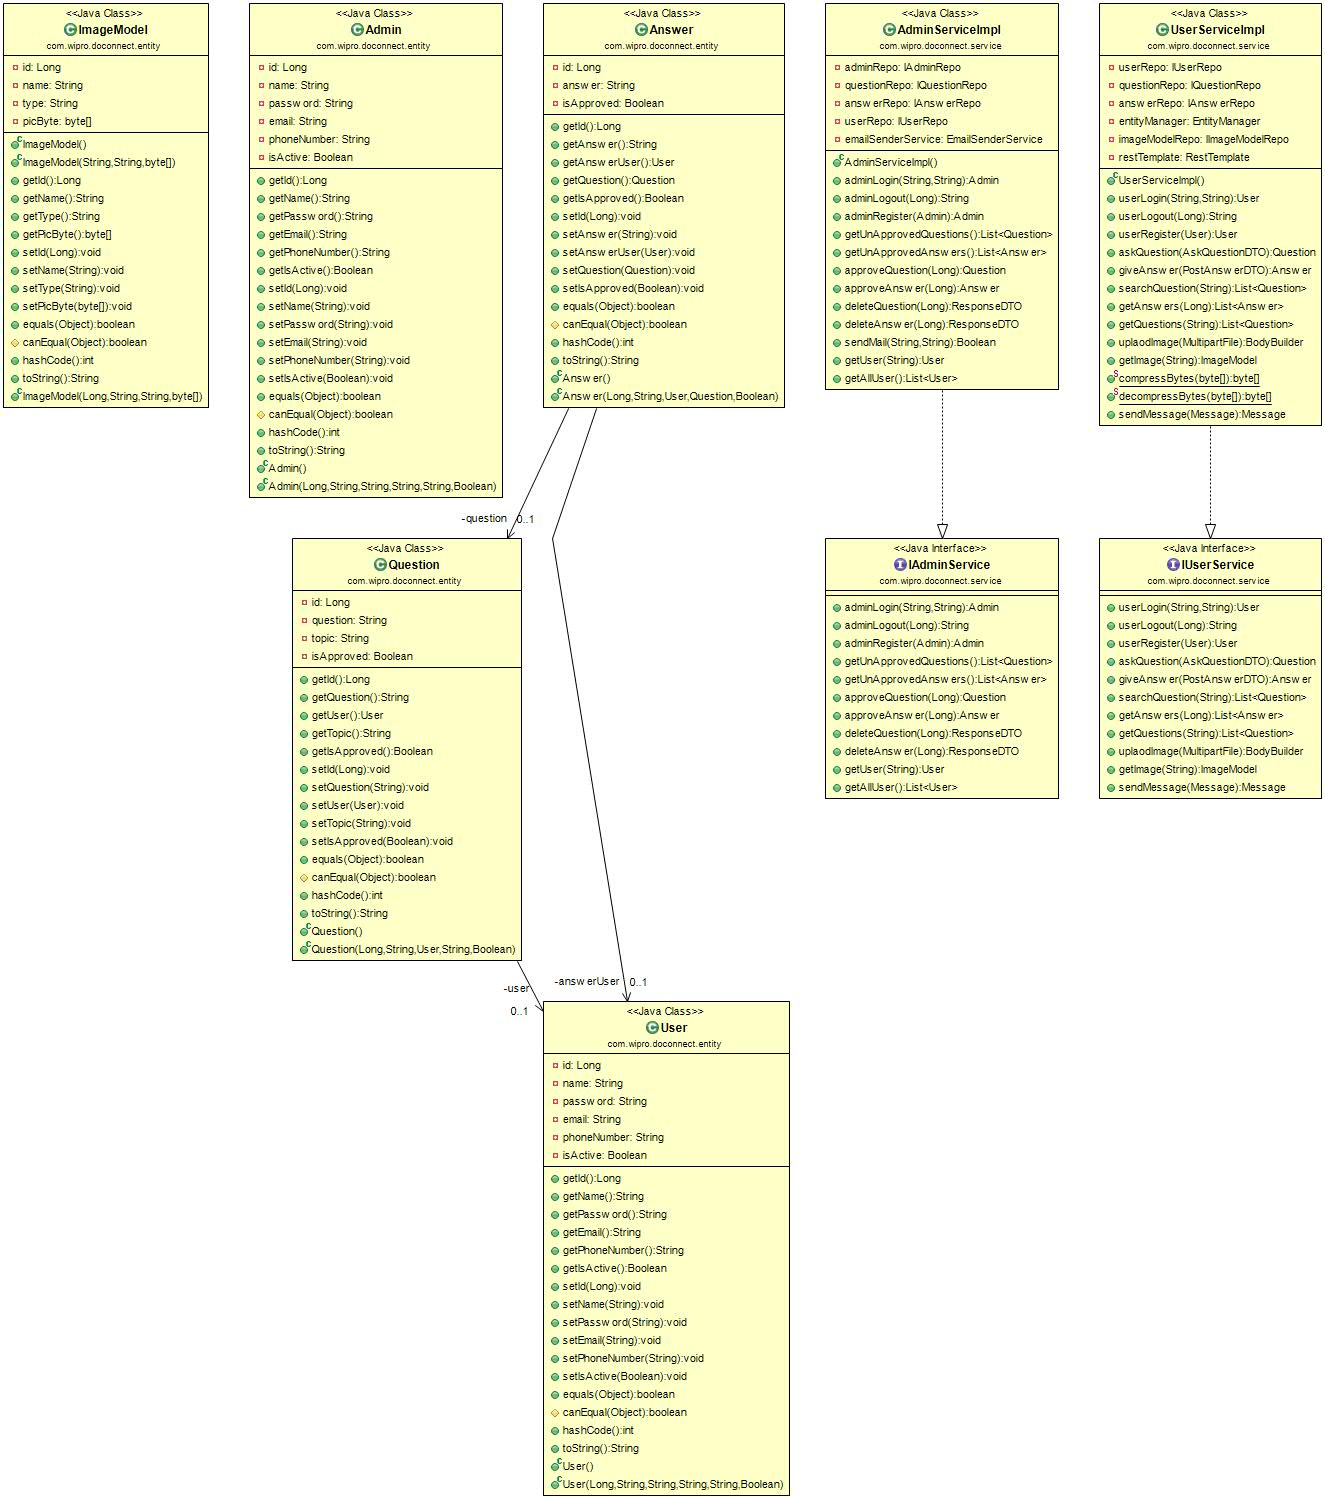 <<Java Class>>
ImageModel
com.wipro.doconnect.entity
id: Long
name: String
type: String
picByte: byte[]
ImageModel()
ImageModel(String,String,byte[])
getId():Long
getName():String
getType():String
getPicByte():byte[]
setId(Long):void
setName(String):void
setType(String):void
setPicByte(byte[]):void
equals(Object):boolean
canEqual(Object):boolean
hashCode():int
toString():String
ImageModel(Long,String,String,byte[])
<<Java Class>>
Admin
com.wipro.doconnect.entity
id: Long
name: String
password: String
email: String
phoneNumber: String
isActive: Boolean
getId():Long
getName():String
getPassword():String
getEmail():String
getPhoneNumber():String
getIsActive():Boolean
setId(Long):void
setName(String):void
setPassword(String):void
setEmail(String):void
setPhoneNumber(String):void
setIsActive(Boolean):void
equals(Object):boolean
canEqual(Object):boolean
hashCode():int
toString():String
Admin()
Admin(Long,String,String,String,String,Boolean)
<<Java Class>>
Answer
com.wipro.doconnect.entity
id: Long
answer: String
isApproved: Boolean
getId():Long
getAnswer():String
getAnswerUser():User
getQuestion():Question
getIsApproved():Boolean
setId(Long):void
setAnswer(String):void
setAnswerUser(User):void
setQuestion(Question):void
setIsApproved(Boolean):void
equals(Object):boolean
canEqual(Object):boolean
hashCode():int
toString():String
Answer()
Answer(Long,String,User,Question,Boolean)
<<Java Class>>
AdminServiceImpl
com.wipro.doconnect.service
adminRepo: IAdminRepo
questionRepo: IQuestionRepo
answerRepo: IAnswerRepo
userRepo: IUserRepo
emailSenderService: EmailSenderService
AdminServiceImpl()
adminLogin(String,String):Admin
adminLogout(Long):String
adminRegister(Admin):Admin
getUnApprovedQuestions():List<Question>
getUnApprovedAnswers():List<Answer>
approveQuestion(Long):Question
approveAnswer(Long):Answer
deleteQuestion(Long):ResponseDTO
deleteAnswer(Long):ResponseDTO
sendMail(String,String):Boolean
getUser(String):User
getAllUser():List<User>
<<Java Class>>
UserServiceImpl
com.wipro.doconnect.service
userRepo: IUserRepo
questionRepo: IQuestionRepo
answerRepo: IAnswerRepo
entityManager: EntityManager
imageModelRepo: IImageModelRepo
restTemplate: RestTemplate
UserServiceImpl()
userLogin(String,String):User
userLogout(Long):String
userRegister(User):User
askQuestion(AskQuestionDTO):Question
giveAnswer(PostAnswerDTO):Answer
searchQuestion(String):List<Question>
getAnswers(Long):List<Answer>
getQuestions(String):List<Question>
uplaodImage(MultipartFile):BodyBuilder
getImage(String):ImageModel
compressBytes(byte[]):byte[]
decompressBytes(byte[]):byte[]
sendMessage(Message):Message
-question 0..1
<<Java Class>>
Question
com.wipro.doconnect.entity
id: Long
question: String
topic: String
isApproved: Boolean
getId():Long
getQuestion():String
getUser():User
getTopic():String
getIsApproved():Boolean
setId(Long):void
setQuestion(String):void
setUser(User):void
setTopic(String):void
setIsApproved(Boolean):void
equals(Object):boolean
canEqual(Object):boolean
hashCode():int
toString():String
Question()
Question(Long,String,User,String,Boolean)
<<Java Interface>>
IAdminService
com.wipro.doconnect.service
adminLogin(String,String):Admin
adminLogout(Long):String
adminRegister(Admin):Admin
getUnApprovedQuestions():List<Question>
getUnApprovedAnswers():List<Answer>
approveQuestion(Long):Question
approveAnswer(Long):Answer
deleteQuestion(Long):ResponseDTO
deleteAnswer(Long):ResponseDTO
getUser(String):User
getAllUser():List<User>
<<Java Interface>>
IUserService
com.wipro.doconnect.service
userLogin(String,String):User
userLogout(Long):String
userRegister(User):User
askQuestion(AskQuestionDTO):Question
giveAnswer(PostAnswerDTO):Answer
searchQuestion(String):List<Question>
getAnswers(Long):List<Answer>
getQuestions(String):List<Question>
uplaodImage(MultipartFile):BodyBuilder
getImage(String):ImageModel
sendMessage(Message):Message
-user
0..1
-answerUser 0..1
<<Java Class>>
User
com.wipro.doconnect.entity
id: Long
name: String
password: String
email: String
phoneNumber: String
isActive: Boolean
getId():Long
getName():String
getPassword():String
getEmail():String
getPhoneNumber():String
getIsActive():Boolean
setId(Long):void
setName(String):void
setPassword(String):void
setEmail(String):void
setPhoneNumber(String):void
setIsActive(Boolean):void
equals(Object):boolean
canEqual(Object):boolean
hashCode():int
toString():String
User()
User(Long,String,String,String,String,Boolean)